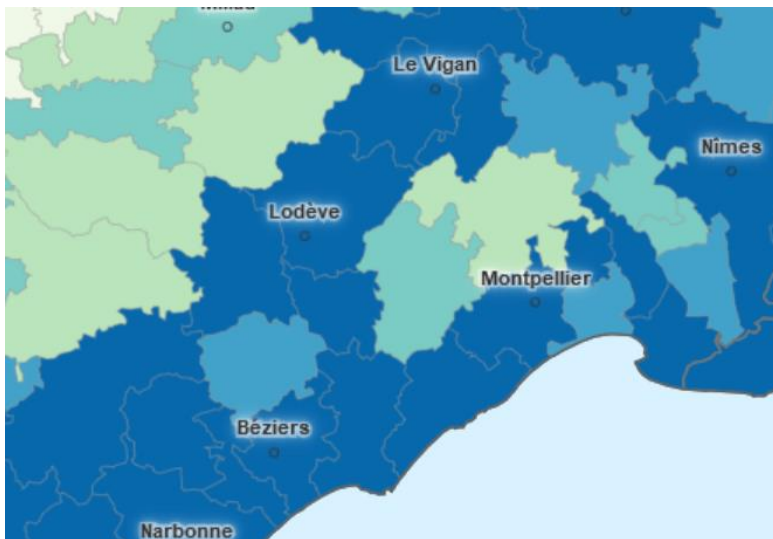 Le Vigan
Nîmes
Lodève
Montpellier
Béziers
Narbonne